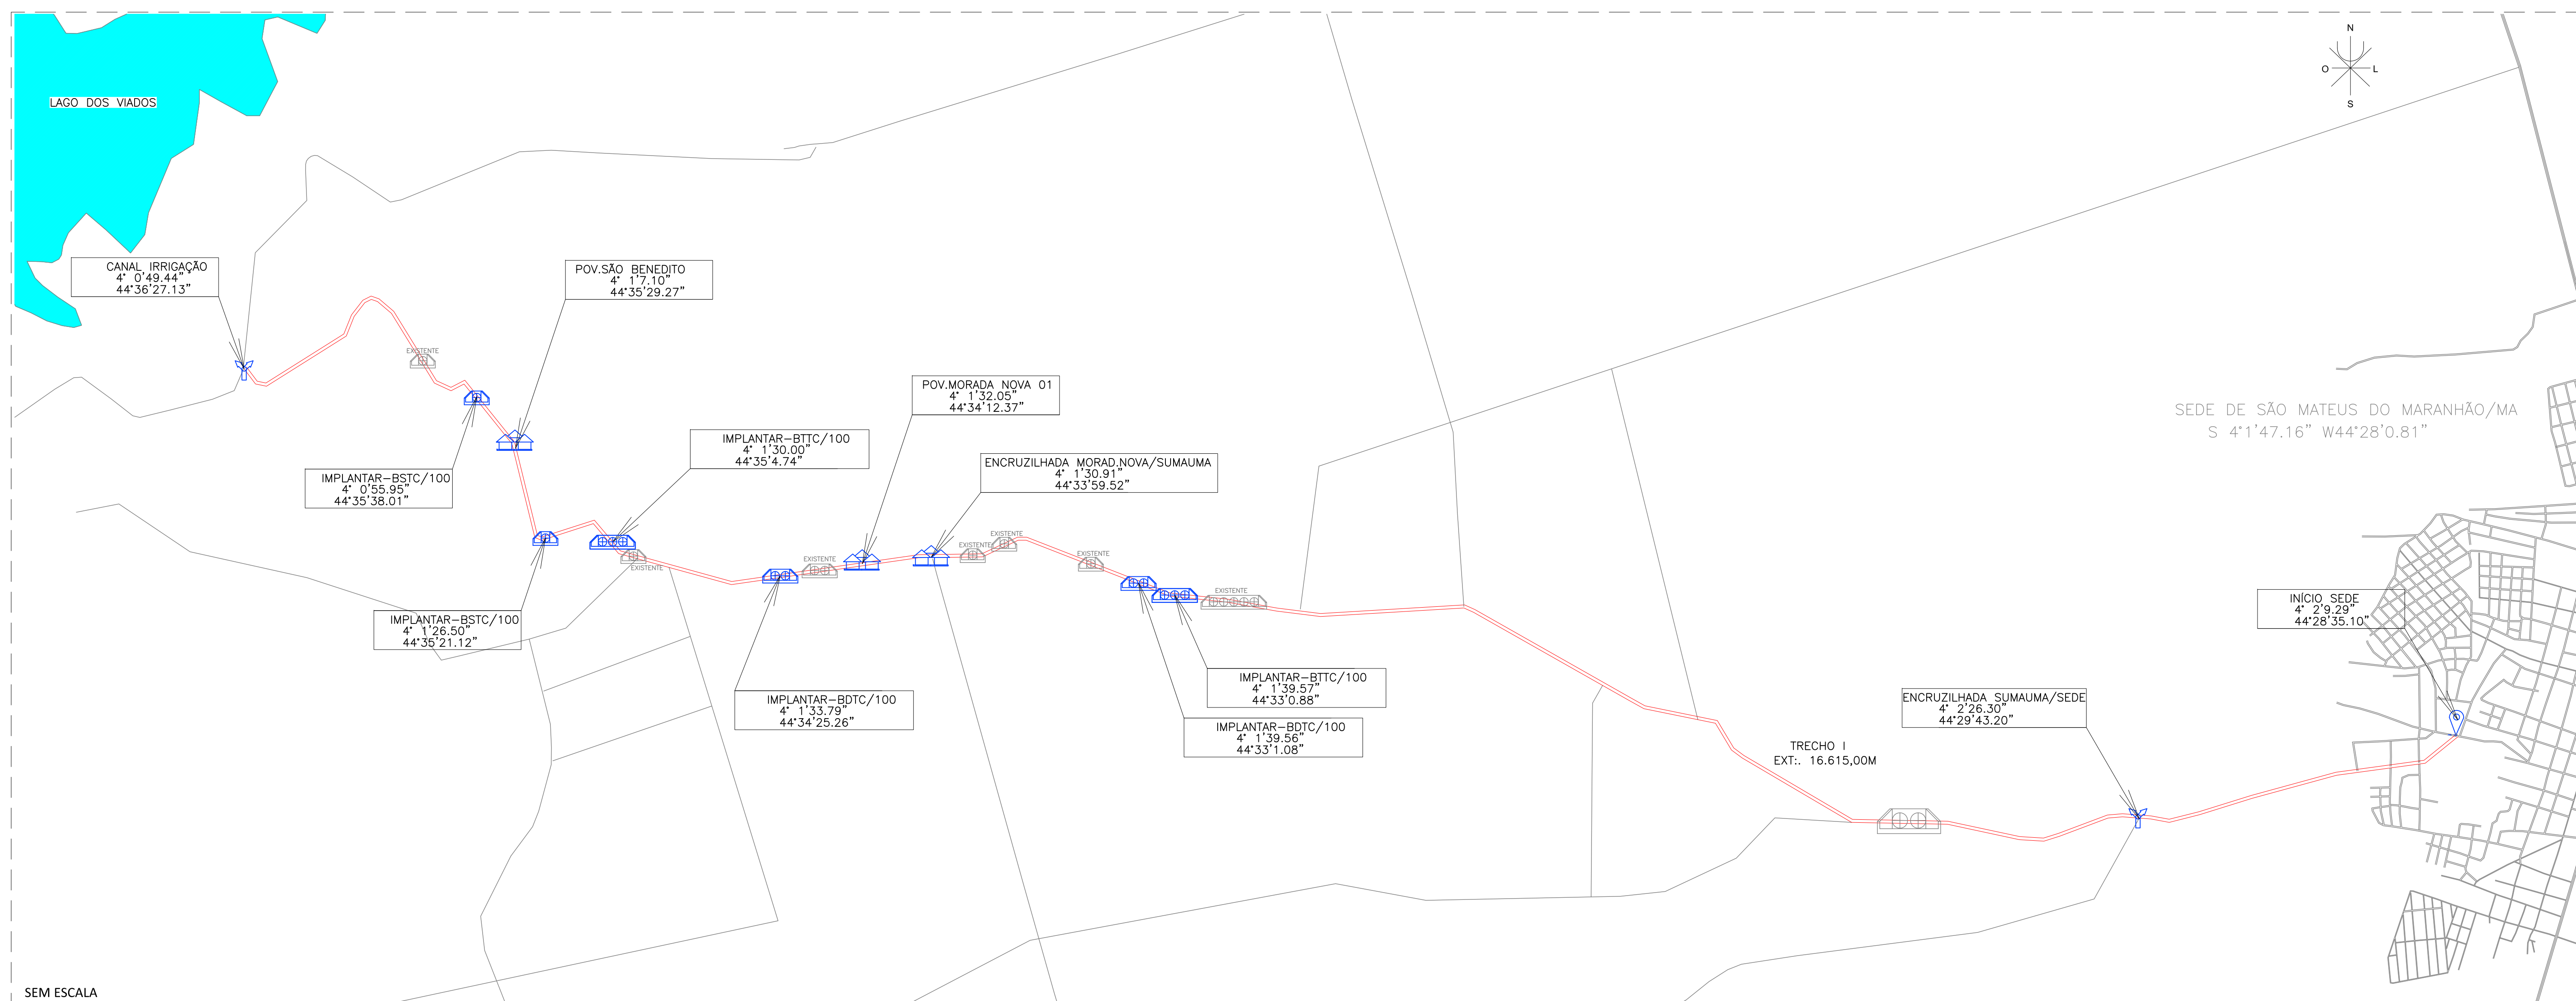 N
O L
S
LAGO DOS VIADOS
CANAL IRRIGAÇÃO
4° 0'49.44"
44°36'27.13"
POV.SÃO BENEDITO
4° 1'7.10"
44°35'29.27"
EXISTENTE
POV.MORADA NOVA 01
4° 1'32.05"
44°34'12.37"
SEDE DE SÃO MATEUS DO MARANHÃO/MA
S 4°1'47.16" W44°28'0.81"
IMPLANTAR-BTTC/100
4° 1'30.00"
44°35'4.74"
ENCRUZILHADA MORAD.NOVA/SUMAUMA
4° 1'30.91"
44°33'59.52"
IMPLANTAR-BSTC/100
4° 0'55.95"
44°35'38.01"
EXISTENTE
EXISTENTE
EXISTENTE
EXISTENTE
EXISTENTE
EXISTENTE
INÍCIO SEDE
4° 2'9.29"
44°28'35.10"
IMPLANTAR-BSTC/100
4° 1'26.50"
44°35'21.12"
IMPLANTAR-BTTC/100
4° 1'39.57"
44°33'0.88"
IMPLANTAR-BDTC/100
4° 1'33.79"
44°34'25.26"
ENCRUZILHADA SUMAUMA/SEDE
4° 2'26.30"
44°29'43.20"
IMPLANTAR-BDTC/100
4° 1'39.56"
44°33'1.08"
TRECHO I
EXT:. 16.615,00M
SEM ESCALA